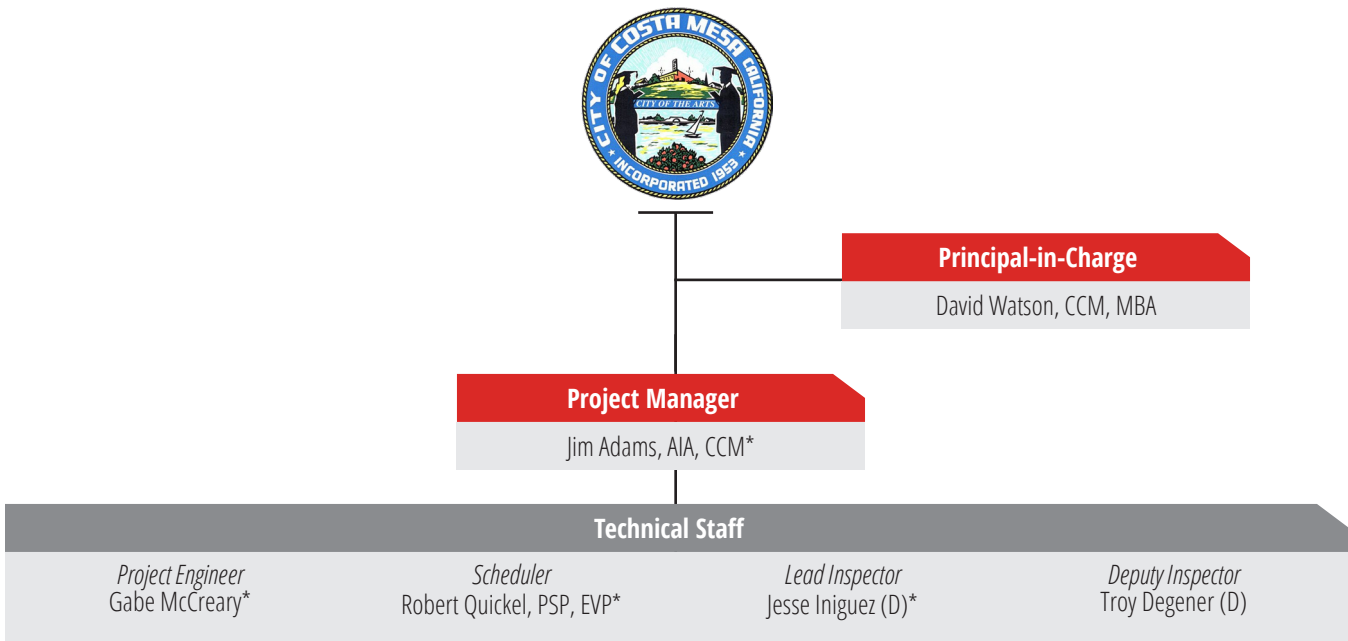 CITY OF COSTA MESA CALIFORNIA
CITY OF THE ARTS
* INCORPORATED 1953 *
Principal-in-Charge
David Watson, CCM, MBA
Project Manager
Jim Adams, AIA, CCM*
Technical Staff
Project Engineer
Gabe McCreary*
Scheduler
Robert Quickel, PSP, EVP*
Lead Inspector
Jesse Iniguez (D)*
Deputy Inspector
Troy Degener (D)